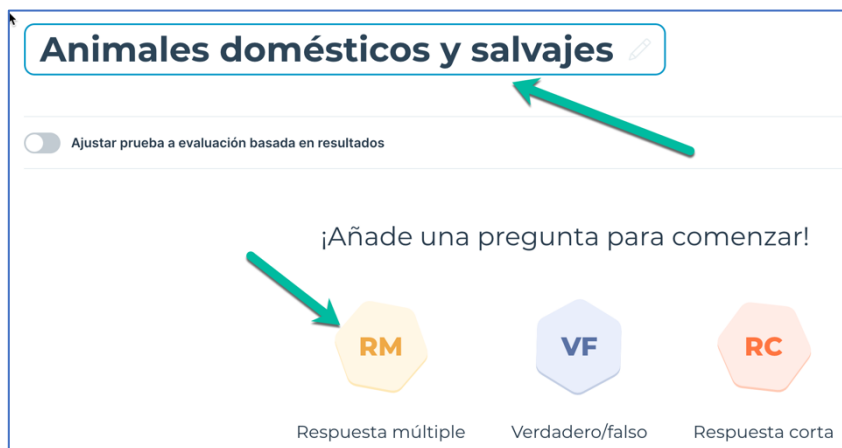 Animales domésticos y salvajes
Ajustar prueba a evaluación basada en resultados
¡Añade una pregunta para comenzar!
RM
VF
RC
Respuesta múltiple
Verdadero/falso
Respuesta corta